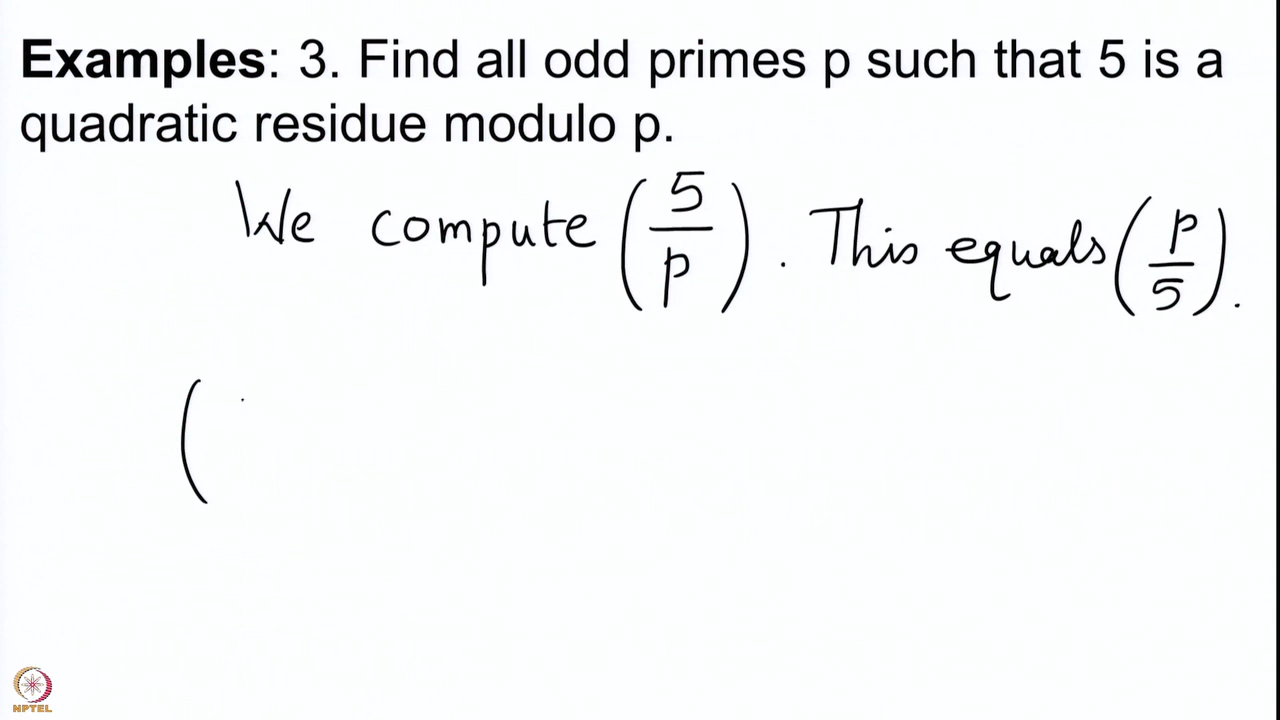 Examples: 3. Find all odd primes p such that 5 is a
quadratic residue modulo p.
We compute (5/p). This equals (p/5).
(
NPTEL